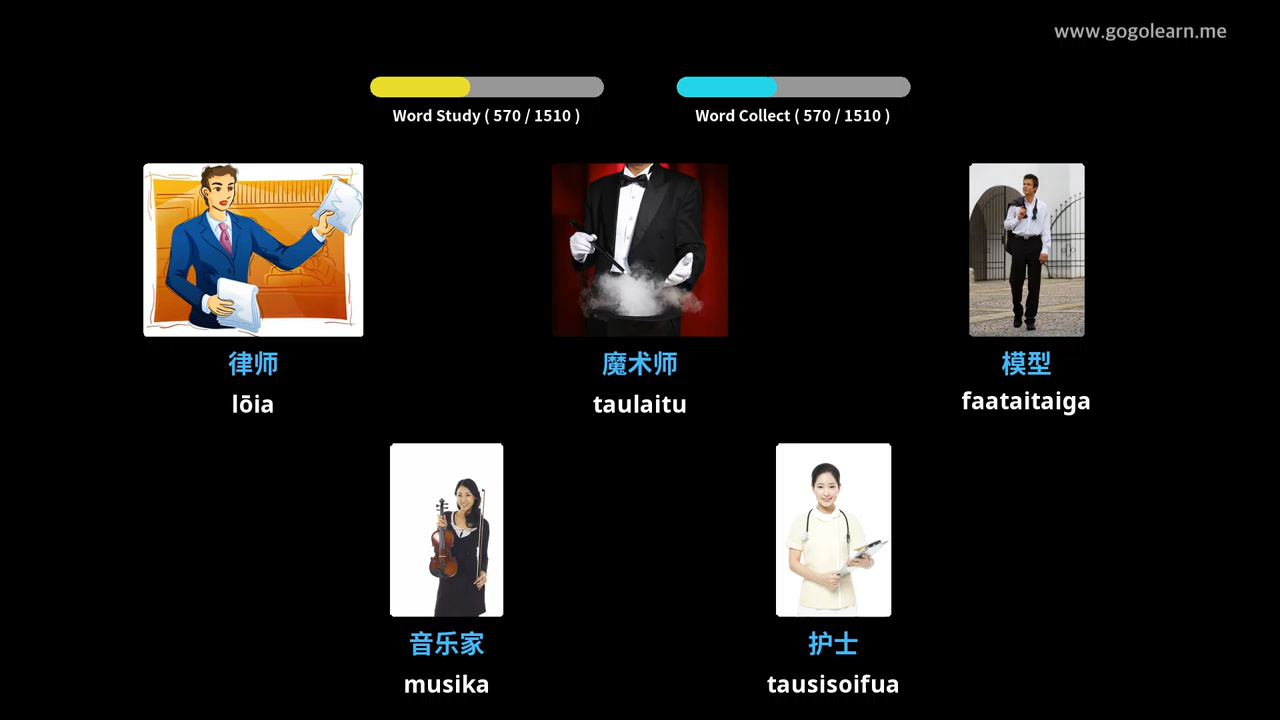 www.gogolearn.me
Word Study ( 570 / 1510 )
Word Collect ( 570 / 1510 )
律师
魔术师
模型
lōia
taulaitu
faataitaiga
音乐家
护士
musika
tausisoifua